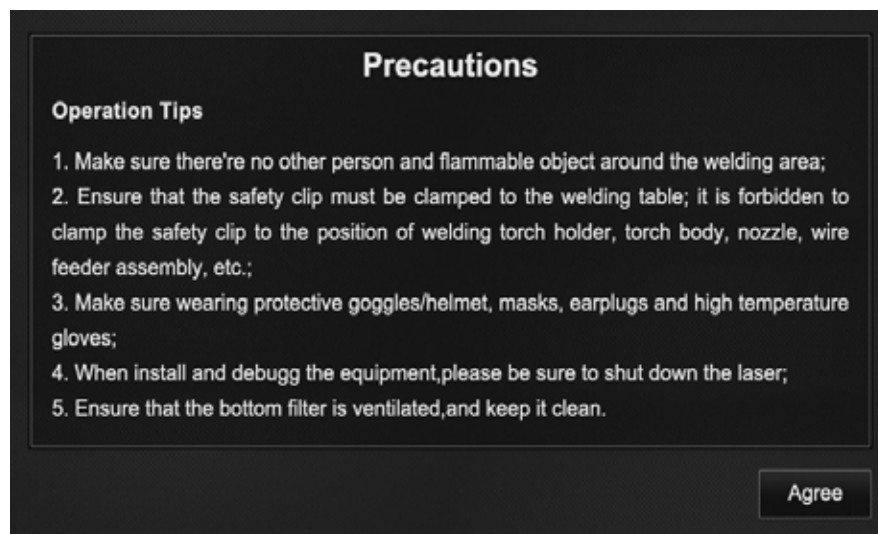 Precautions
Operation Tips
1. Make sure there're no other person and flammable object around the welding area;
2. Ensure that the safety clip must be clamped to the welding table; it is forbidden to
clamp the safety clip to the position of welding torch holder, torch body, nozzle, wire
feeder assembly, etc.;
3. Make sure wearing protective goggles/helmet, masks, earplugs and high temperature
gloves;
4. When install and debugg the equipment,please be sure to shut down the laser;
5. Ensure that the bottom filter is ventilated,and keep it clean.
Agree